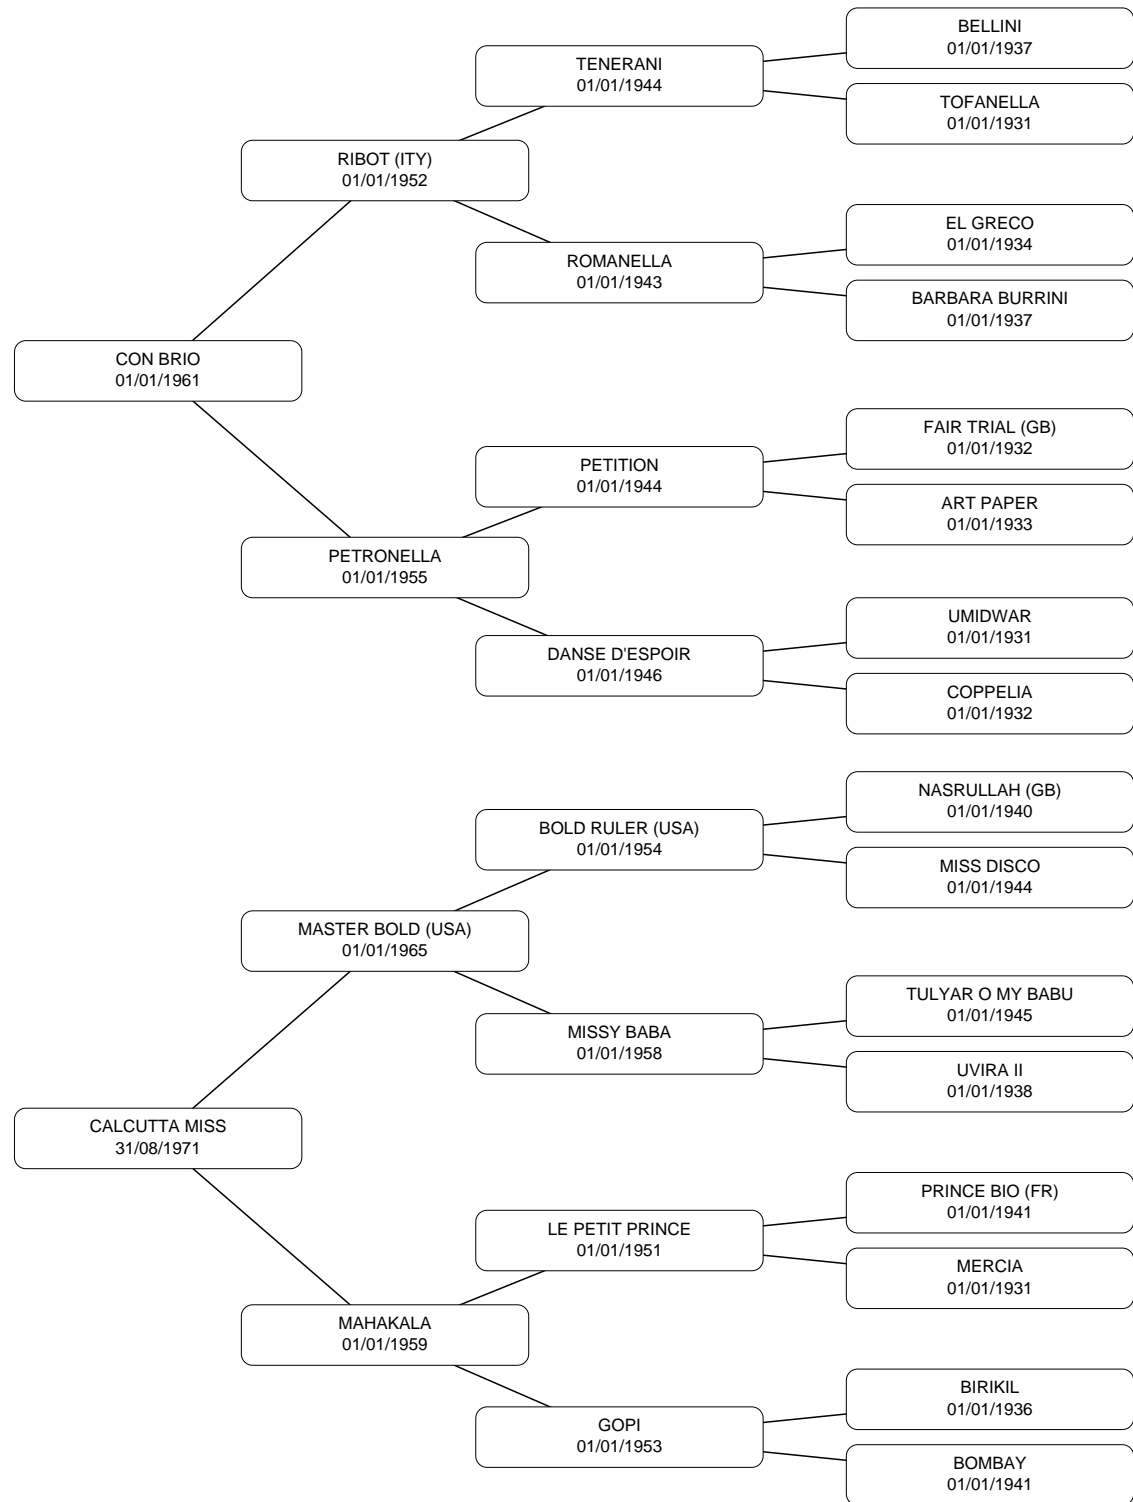 BELLINI
01/01/1937
TENERANI
01/01/1944
TOFANELLA
01/01/1931
RIBOT (ITY)
01/01/1952
EL GRECO
01/01/1934
ROMANELLA
01/01/1943
BARBARA BURRINI
01/01/1937
CON BRIO
01/01/1961
FAIR TRIAL (GB)
01/01/1932
PETITION
01/01/1944
ART PAPER
01/01/1933
PETRONELLA
01/01/1955
UMIDWAR
01/01/1931
DANSE D'ESPOIR
01/01/1946
COPPELIA
01/01/1932
NASRULLAH (GB)
01/01/1940
BOLD RULER (USA)
01/01/1954
MISS DISCO
01/01/1944
MASTER BOLD (USA)
01/01/1965
TULYAR O MY BABU
01/01/1945
MISSY BABA
01/01/1958
UVIRA II
01/01/1938
CALCUTTA MISS
31/08/1971
PRINCE BIO (FR)
01/01/1941
LE PETIT PRINCE
01/01/1951
MERCIA
01/01/1931
MAHAKALA
01/01/1959
BIRIKIL
01/01/1936
GOPI
01/01/1953
BOMBAY
01/01/1941